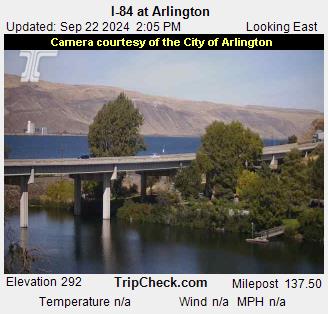 I-84 at Arlington
Updated: Sep 22 2024 2:05 PM Looking East
Camera courtesy of the City of Arlington
Elevation 292 TripCheck.com Milepost 137.50
Temperature n/a Wind n/a MPH n/a